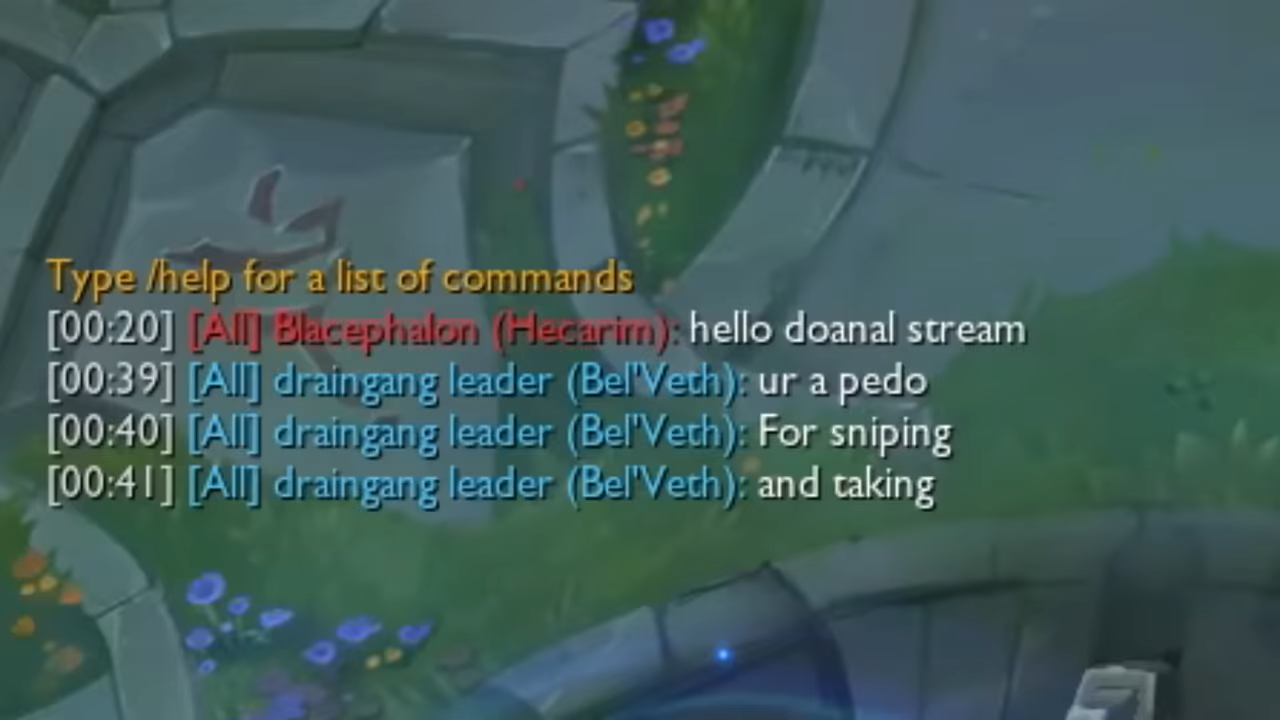 Type /help for a list of commands
[00:20] [All] Blacephalon (Hecarim): hello doanal stream
[00:39] [All] draingang leader (Bel'Veth): ur a pedo
[00:40] [All] draingang leader (Bel'Veth): For sniping
[00:41] [All] draingang leader (Bel'Veth): and taking